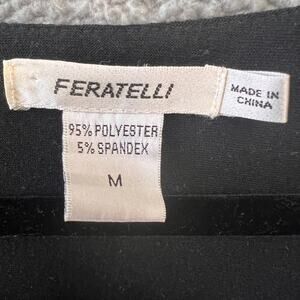 FERATELLI
MADE IN
CHINA
95% POLYESTER
5% SPANDEX
M